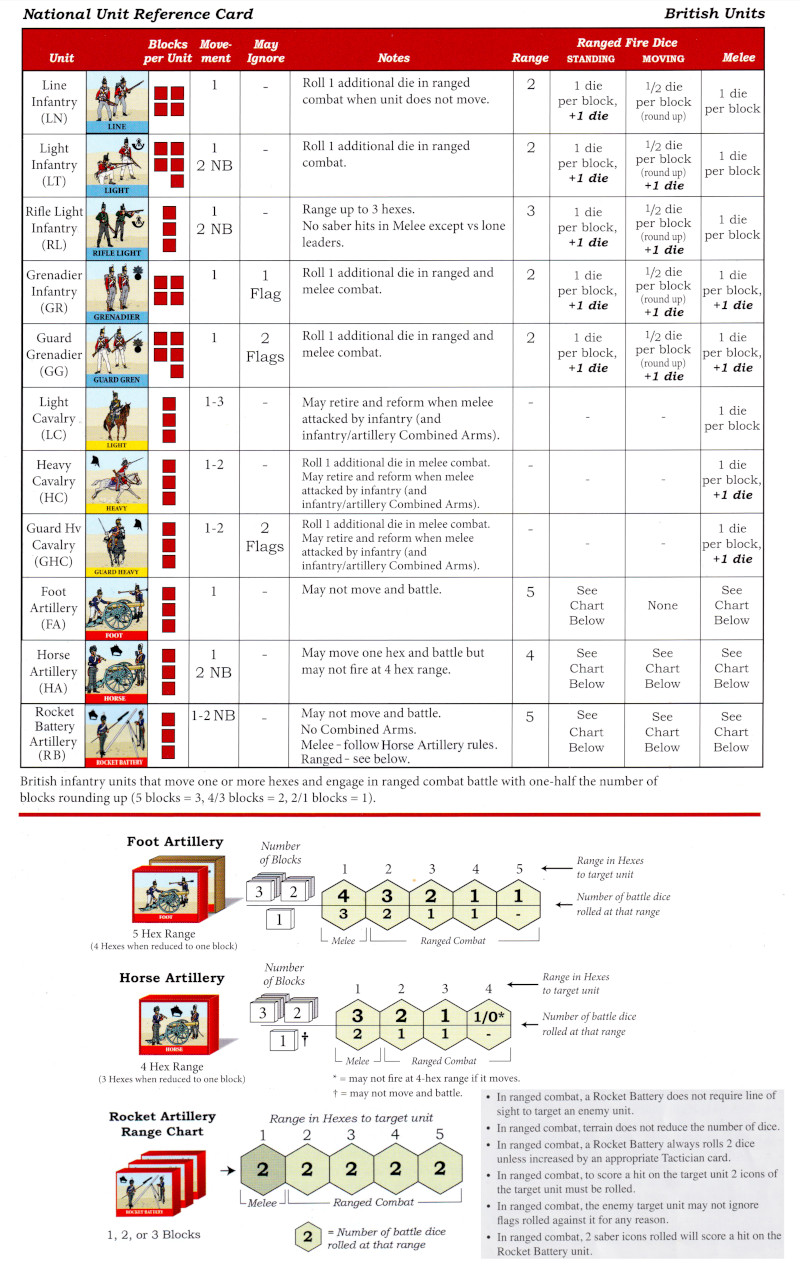 National Unit Reference Card
British Units
Unit
Blocks
per Unit
Move-
ment
May
Ignore
Notes
Range
Ranged Fire Dice
STANDING
MOVING
Melee
Line
Infantry
(LN)
LINE
1
-
Roll 1 additional die in ranged
combat when unit does not move.
2
1 die
per block,
+1 die
1/2 die
per block
(round up)
1 die
per block
Light
Infantry
(LT)
LIGHT
1
2 NB
-
Roll 1 additional die in ranged
combat.
2
1 die
per block,
+1 die
1/2 die
per block
(round up)
+1 die
1 die
per block
Rifle Light
Infantry
(RL)
RIFLE LIGHT
1
2 NB
-
Range up to 3 hexes.
No saber hits in Melee except vs lone
leaders.
3
1 die
per block,
+1 die
1/2 die
per block
(round up)
+1 die
1 die
per block
Grenadier
Infantry
(GR)
GRENADIER
1
1
Flag
Roll 1 additional die in ranged and
melee combat.
2
1 die
per block,
+1 die
1/2 die
per block
(round up)
+1 die
1 die
per block,
+1 die
Guard
Grenadier
(GG)
GUARD GREN
1
2
Flags
Roll 1 additional die in ranged and
melee combat.
2
1 die
per block,
+1 die
1/2 die
per block
(round up)
+1 die
1 die
per block,
+1 die
Light
Cavalry
(LC)
LIGHT
1-3
-
May retire and reform when melee
attacked by infantry (and
infantry/artillery Combined Arms).
-
-
-
1 die
per block
Heavy
Cavalry
(HC)
HEAVY
1-2
-
Roll 1 additional die in melee combat.
May retire and reform when melee
attacked by infantry (and
infantry/artillery Combined Arms).
-
-
-
1 die
per block,
+1 die
Guard Hv
Cavalry
(GHC)
GUARD HEAVY
1-2
2
Flags
Roll 1 additional die in melee combat.
May retire and reform when melee
attacked by infantry (and
infantry/artillery Combined Arms).
-
-
-
1 die
per block,
+1 die
Foot
Artillery
(FA)
FOOT
1
-
May not move and battle.
5
See
Chart
Below
None
See
Chart
Below
Horse
Artillery
(HA)
HORSE
1
2 NB
-
May move one hex and battle but
may not fire at 4 hex range.
4
See
Chart
Below
See
Chart
Below
See
Chart
Below
Rocket
Battery
Artillery
(RB)
ROCKET BATTERY
1-2 NB
-
May not move and battle.
No Combined Arms.
Melee - follow Horse Artillery rules.
Ranged - see below.
5
See
Chart
Below
See
Chart
Below
See
Chart
Below
British infantry units that move one or more hexes and engage in ranged combat battle with one-half the number of
blocks rounding up (5 blocks = 3, 4/3 blocks = 2, 2/1 blocks = 1).
Foot Artillery
FOOT
5 Hex Range
(4 Hexes when reduced to one block)
Number
of Blocks
3 2
1
1 2 3 4 5
4 3 2 1 1
3 2 1 1 -
Melee
Ranged Combat
Range in Hexes
to target unit
Number of battle dice
rolled at that range
Horse Artillery
HORSE
4 Hex Range
(3 Hexes when reduced to one block)
Number
of Blocks
3 2
1 †
1 2 3 4
3 2 1 1/0*
2 1 1 -
Melee
Ranged Combat
Range in Hexes
to target unit
Number of battle dice
rolled at that range
* = may not fire at 4-hex range if it moves.
† = may not move and battle.
Rocket Artillery
Range Chart
ROCKET BATTERY
1, 2, or 3 Blocks
Range in Hexes to target unit
1 2 3 4 5
2 2 2 2 2
Melee
Ranged Combat
2 = Number of battle dice
rolled at that range
• In ranged combat, a Rocket Battery does not require line of
sight to target an enemy unit.
• In ranged combat, terrain does not reduce the number of dice.
• In ranged combat, a Rocket Battery always rolls 2 dice
unless increased by an appropriate Tactician card.
• In ranged combat, to score a hit on the target unit 2 icons of
the target unit must be rolled.
• In ranged combat, the enemy target unit may not ignore
flags rolled against it for any reason.
• In ranged combat, 2 saber icons rolled will score a hit on the
Rocket Battery unit.